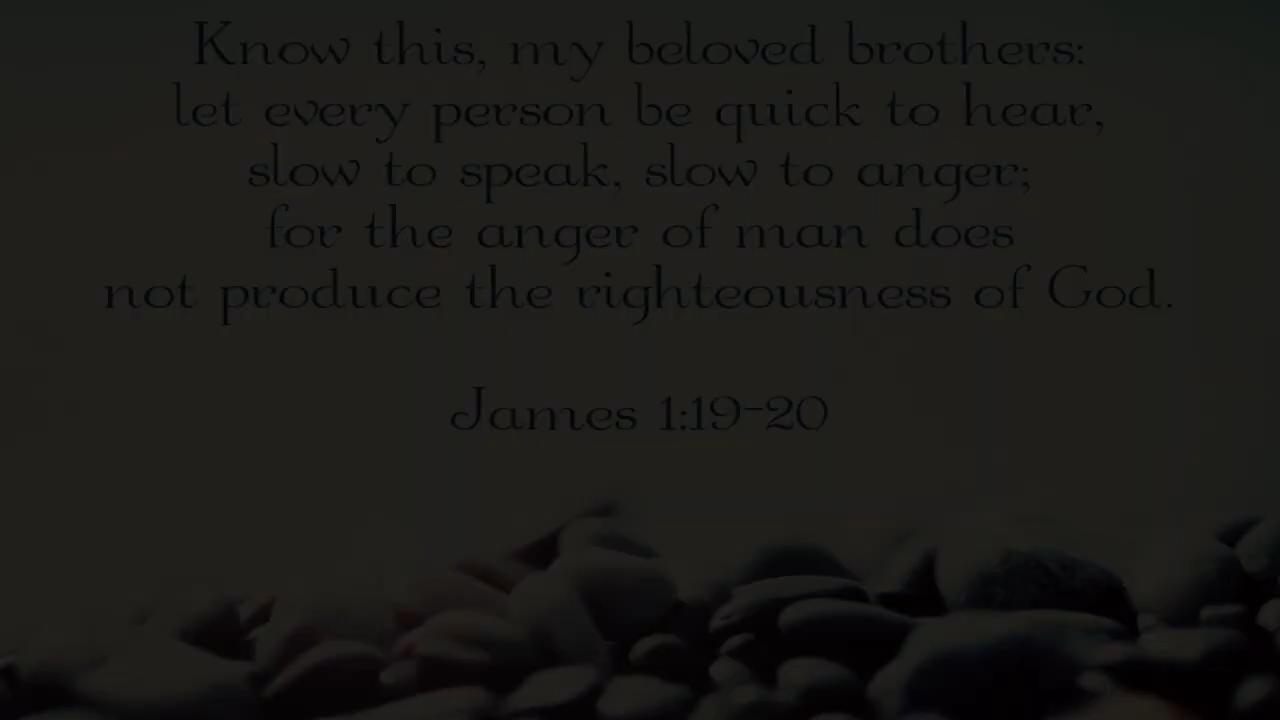 Know this, my beloved brothers:
let every person be quick to hear,
slow to speak, slow to anger;
for the anger of man does
not produce the righteousness of God.
James 1:19-20